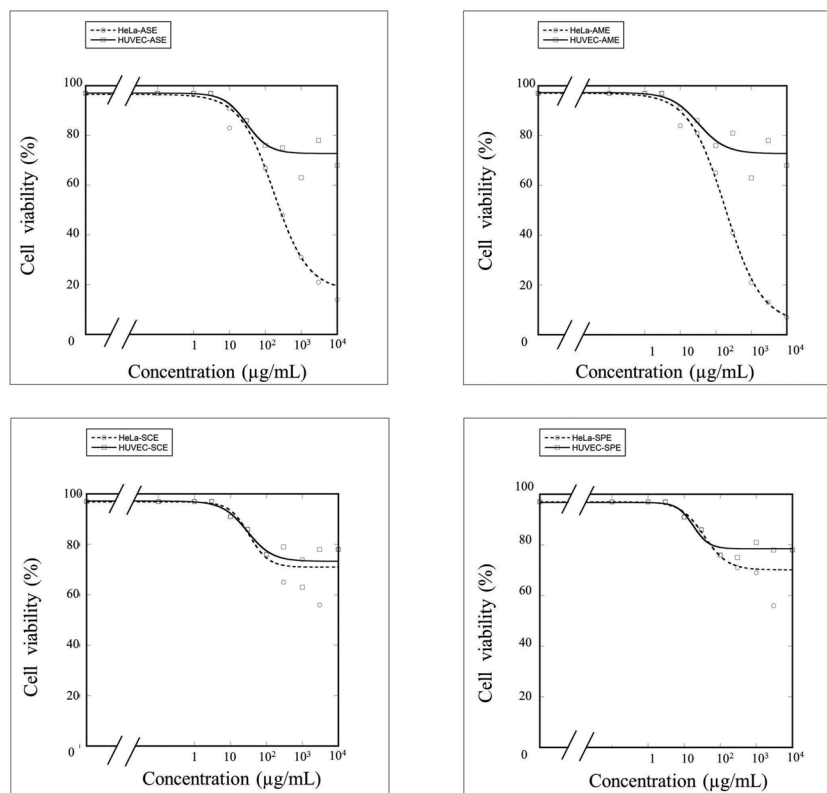 HeLa-ASE
HUVEC-ASE
100
80
60
40
20
0
Cell viability (%)
1 10 10² 10³ 10⁴
Concentration (µg/mL)
HeLa-AME
HUVEC-AME
100
80
60
40
20
0
Cell viability (%)
1 10 10² 10³ 10⁴
Concentration (µg/mL)
HeLa-SCE
HUVEC-SCE
100
80
60
40
20
0
Cell viability (%)
1 10 10² 10³ 10⁴
Concentration (µg/mL)
HeLa-SPE
HUVEC-SPE
100
80
60
40
20
0
Cell viability (%)
1 10 10² 10³ 10⁴
Concentration (µg/mL)